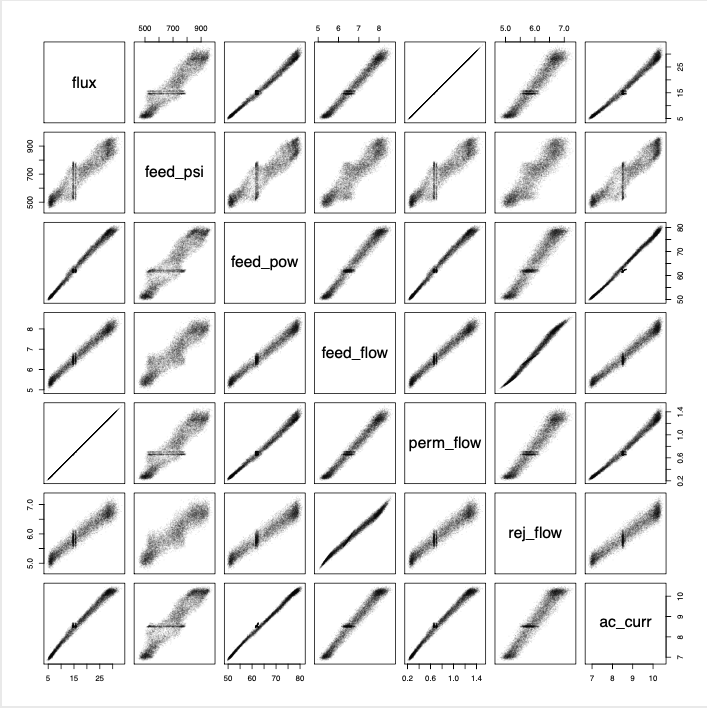 500 700 900
5 6 7 8
5.0 6.0 7.0
flux
5 15 25
feed_psi
500 700 900
feed_pow
50 60 70 80
feed_flow
5 6 7 8
perm_flow
0.2 0.6 1.0 1.4
rej_flow
5.0 6.0 7.0
ac_curr
7 8 9 10
5 15 25
50 60 70 80
0.2 0.6 1.0 1.4
7 8 9 10